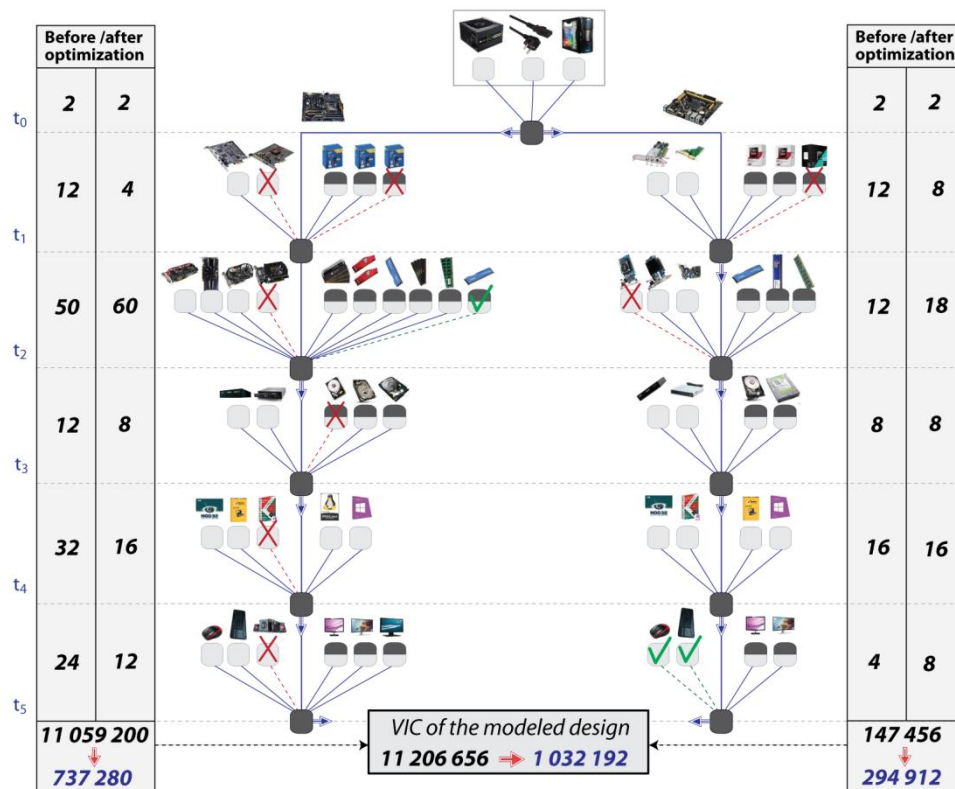 Before /after
optimization
Before /after
optimization
t0
2 2
2 2
t1
12 4
12 8
t2
50 60
12 18
t3
12 8
8 8
NOD32
NOD32
t4
32 16
16 16
t5
24 12
4 8
11 059 200
737 280
VIC of the modeled design
11 206 656 1 032 192
147 456
294 912